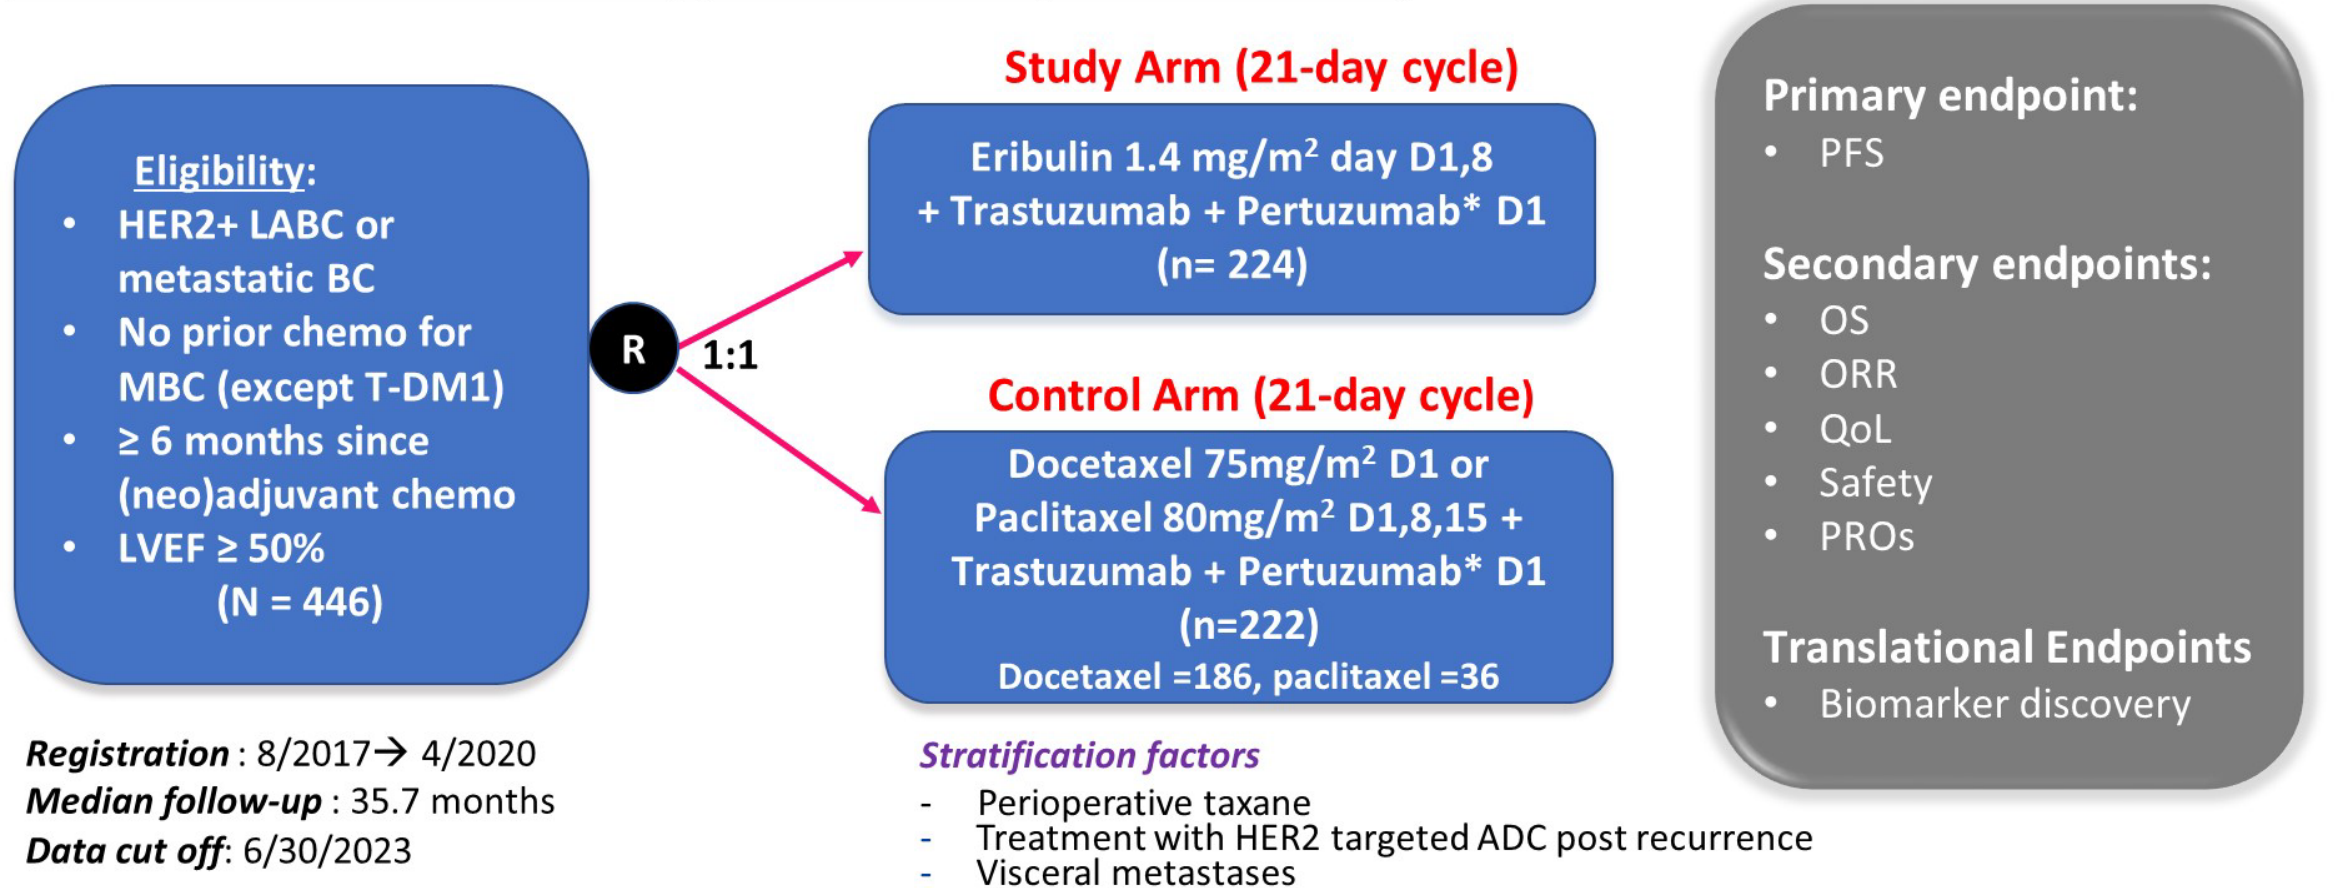 Eligibility:
• HER2+ LABC or
metastatic BC
• No prior chemo for
MBC (except T-DM1)
• ≥ 6 months since
(neo)adjuvant chemo
• LVEF ≥ 50%
(N = 446)
R
1:1
Study Arm (21-day cycle)
Eribulin 1.4 mg/m² day D1,8
+ Trastuzumab + Pertuzumab* D1
(n= 224)
Control Arm (21-day cycle)
Docetaxel 75mg/m² D1 or
Paclitaxel 80mg/m² D1,8,15 +
Trastuzumab + Pertuzumab* D1
(n=222)
Docetaxel =186, paclitaxel =36
Primary endpoint:
• PFS
Secondary endpoints:
• OS
• ORR
• QoL
• Safety
• PROs
Translational Endpoints
• Biomarker discovery
Registration : 8/2017→ 4/2020
Median follow-up : 35.7 months
Data cut off: 6/30/2023
Stratification factors
- Perioperative taxane
- Treatment with HER2 targeted ADC post recurrence
- Visceral metastases